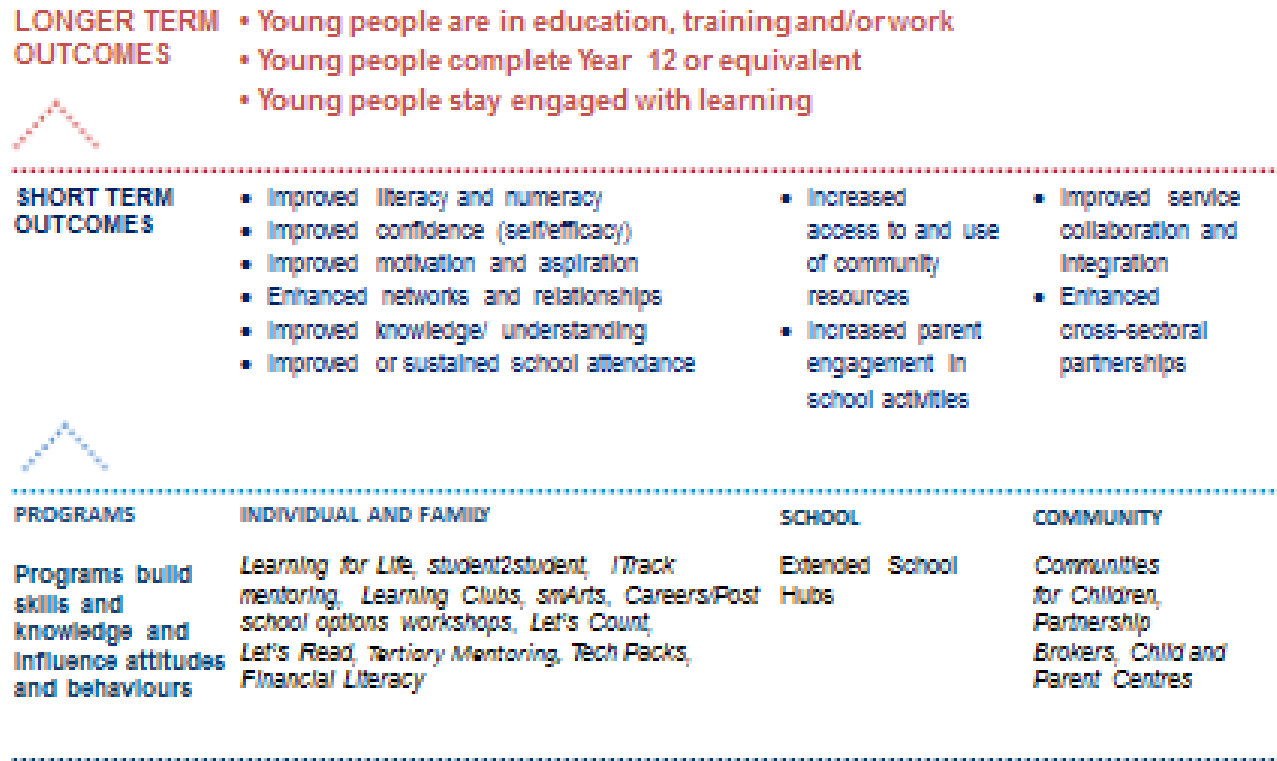 LONGER TERM OUTCOMES
• Young people are in education, training and/or work
• Young people complete Year 12 or equivalent
• Young people stay engaged with learning
SHORT TERM
OUTCOMES
• Improved literacy and numeracy
• Improved confidence (self/efficacy)
• Improved motivation and aspiration
• Enhanced networks and relationships
• Improved knowledge/ understanding
• Improved or sustained school attendance
• Increased
access to and use
of community
resources
• Increased parent
engagement in
school activities
• Improved service
collaboration and
integration
• Enhanced
cross-sectoral
partnerships
PROGRAMS
Programs build
skills and
knowledge and
influence attitudes
and behaviours
INDIVIDUAL AND FAMILY
Learning for Life, student2student, iTrack
mentoring, Learning Clubs, smArts, Careers/Post
school options workshops, Let's Count,
Let's Read, Tertiary Mentoring, Tech Packs,
Financial Literacy
SCHOOL
Extended School
Hubs
COMMUNITY
Communities
for Children,
Partnership
Brokers, Child and
Parent Centres